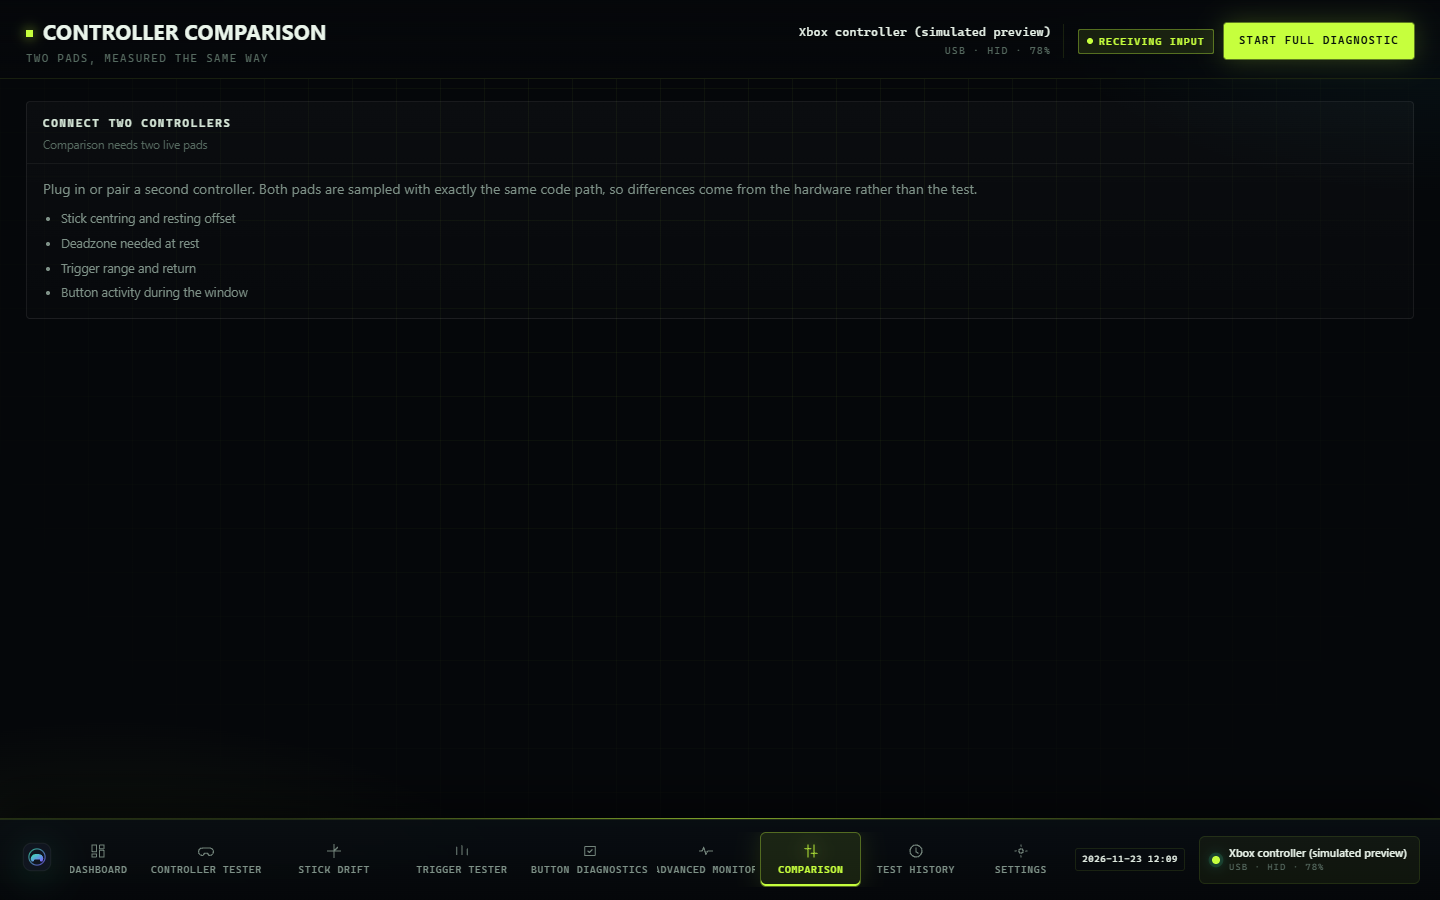 CONTROLLER COMPARISON
TWO PADS, MEASURED THE SAME WAY
Xbox controller (simulated preview)
USB · HID · 78%
RECEIVING INPUT
START FULL DIAGNOSTIC
CONNECT TWO CONTROLLERS
Comparison needs two live pads
Plug in or pair a second controller. Both pads are sampled with exactly the same code path, so differences come from the hardware rather than the test.
• Stick centring and resting offset
• Deadzone needed at rest
• Trigger range and return
• Button activity during the window
DASHBOARD
CONTROLLER TESTER
STICK DRIFT
TRIGGER TESTER
BUTTON DIAGNOSTICS
ADVANCED MONITOR
COMPARISON
TEST HISTORY
SETTINGS
2026-11-23 12:09
Xbox controller (simulated preview)
USB · HID · 78%